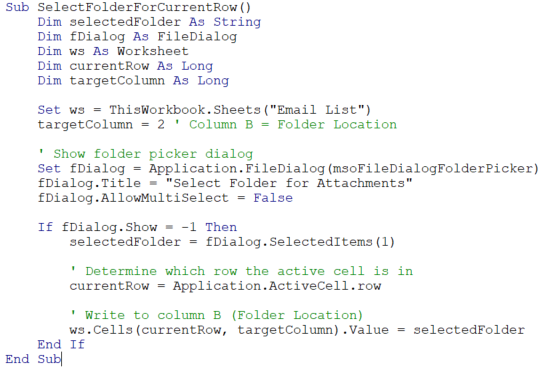 Sub SelectFolderForCurrentRow()
    Dim selectedFolder As String
    Dim fDialog As FileDialog
    Dim ws As Worksheet
    Dim currentRow As Long
    Dim targetColumn As Long

    Set ws = ThisWorkbook.Sheets("Email List")
    targetColumn = 2 ' Column B = Folder Location

    ' Show folder picker dialog
    Set fDialog = Application.FileDialog(msoFileDialogFolderPicker)
    fDialog.Title = "Select Folder for Attachments"
    fDialog.AllowMultiSelect = False

    If fDialog.Show = -1 Then
        selectedFolder = fDialog.SelectedItems(1)

        ' Determine which row the active cell is in
        currentRow = Application.ActiveCell.row

        ' Write to column B (Folder Location)
        ws.Cells(currentRow, targetColumn).Value = selectedFolder
    End If
End Sub